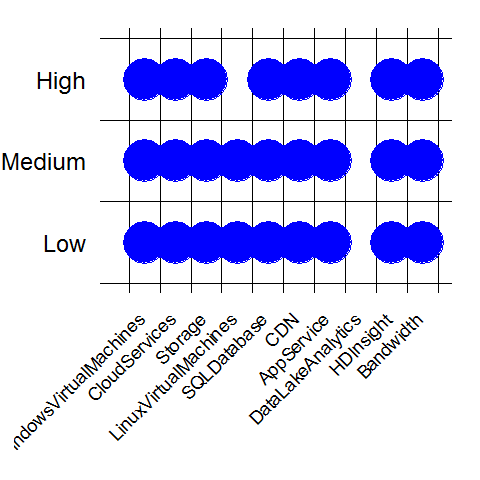 High
Medium
Low
ndowsVirtualMachines
CloudServices
Storage
LinuxVirtualMachines
SQLDatabase
CDN
AppService
DataLakeAnalytics
HDInsight
Bandwidth